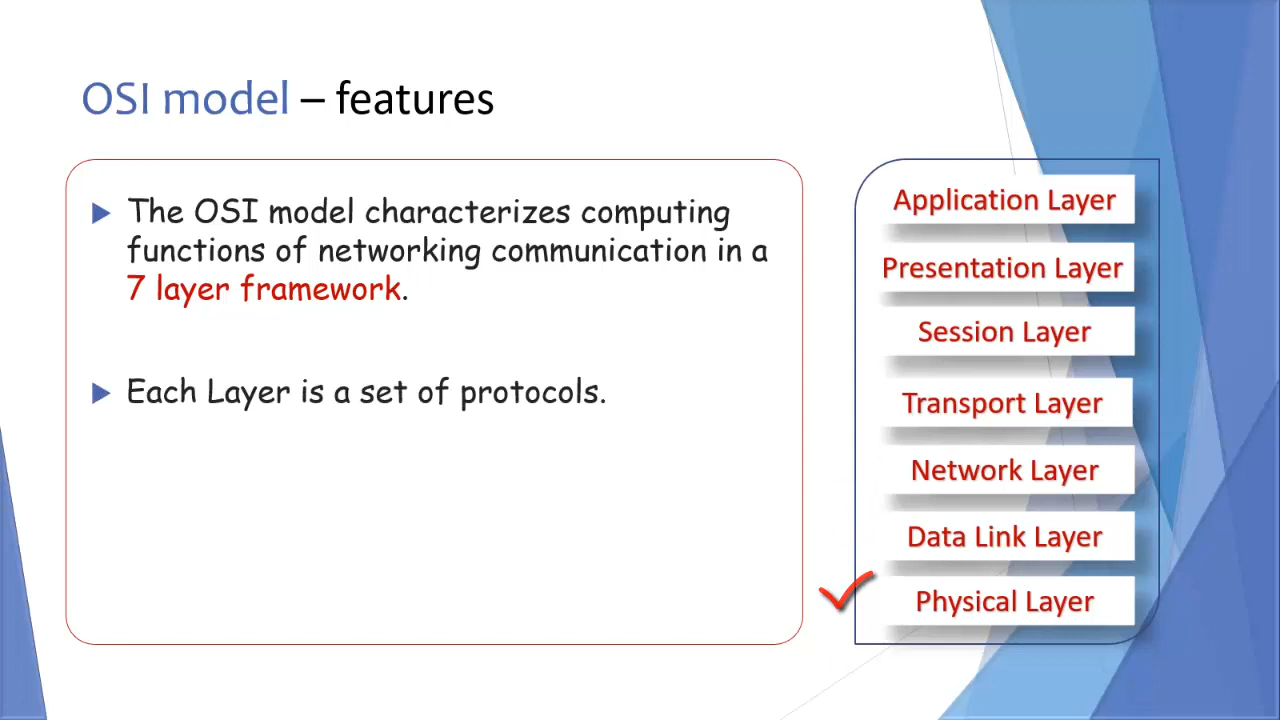 OSI model – features
The OSI model characterizes computing
functions of networking communication in a
7 layer framework.
Each Layer is a set of protocols.
Application Layer
Presentation Layer
Session Layer
Transport Layer
Network Layer
Data Link Layer
Physical Layer